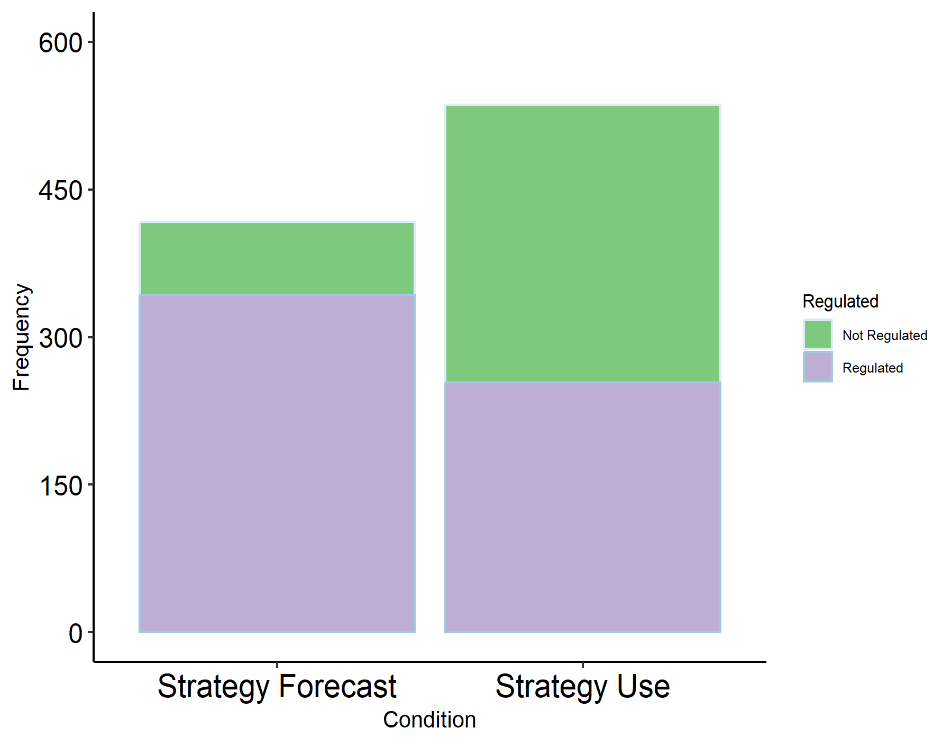 600
450
300
150
0
Frequency
Strategy Forecast
Strategy Use
Condition
Regulated
Not Regulated
Regulated